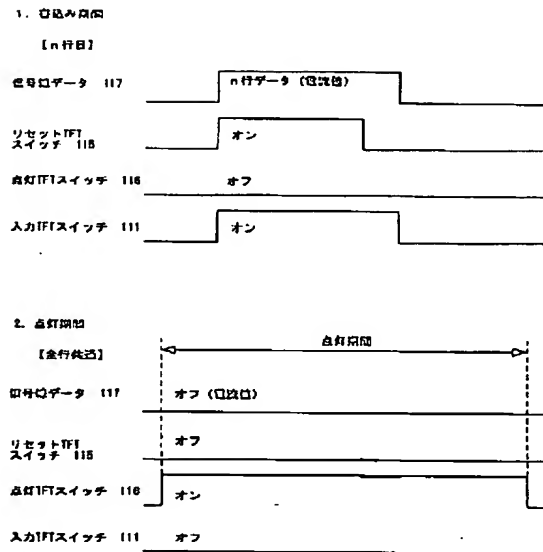 1. 書込み期間
【n行目】
信号線データ 117
n行データ (電流値)
リセットTFT
スイッチ 115
オン
点灯TFTスイッチ 116
オフ
入力TFTスイッチ 111
オン
2. 点灯期間
【全行共通】
点灯期間
信号線データ 117
オフ (電流値)
リセットTFT
スイッチ 115
オフ
点灯TFTスイッチ 116
オン
入力TFTスイッチ 111
オフ